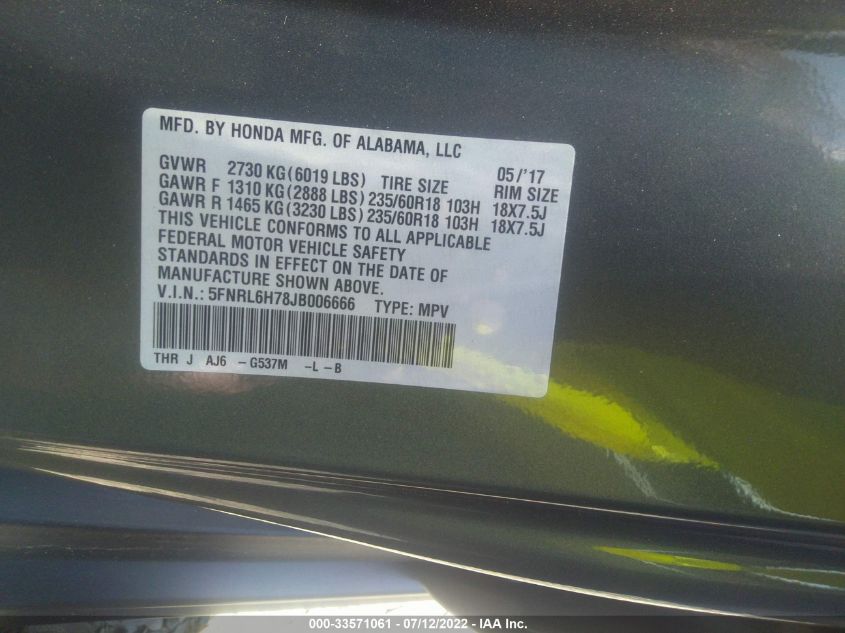 MFD. BY HONDA MFG. OF ALABAMA, LLC
GVWR 2730 KG(6019 LBS) TIRE SIZE 05/'17 RIM SIZE
GAWR F 1310 KG(2888 LBS) 235/60R18 103H 18X7.5J
GAWR R 1465 KG(3230 LBS) 235/60R18 103H 18X7.5J
THIS VEHICLE CONFORMS TO ALL APPLICABLE
FEDERAL MOTOR VEHICLE SAFETY
STANDARDS IN EFFECT ON THE DATE OF
MANUFACTURE SHOWN ABOVE.
V.I.N.: 5FNRL6H78JB006666 TYPE: MPV
THR J AJ6 -G537M -L-B
000-33571061 - 07/12/2022 - IAA Inc.